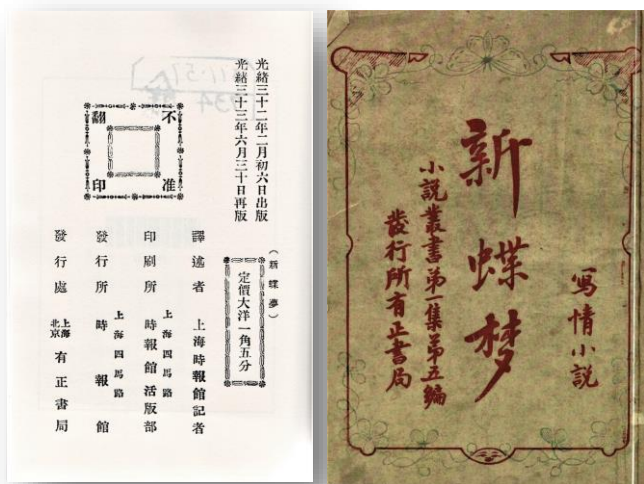 光緒三十二年二月初六日出版
光緒三十三年六月三十日再版
不准
翻印
(新蝶夢)
定價大洋一角五分
譯述者 上海時報館記者
印刷所 上海四馬路 時報館活版部
發行所 上海四馬路 時報館
發行處 上海 北京 有正書局
寫情小説
新蝶梦
小説叢書第一集第五編
發行所有正書局